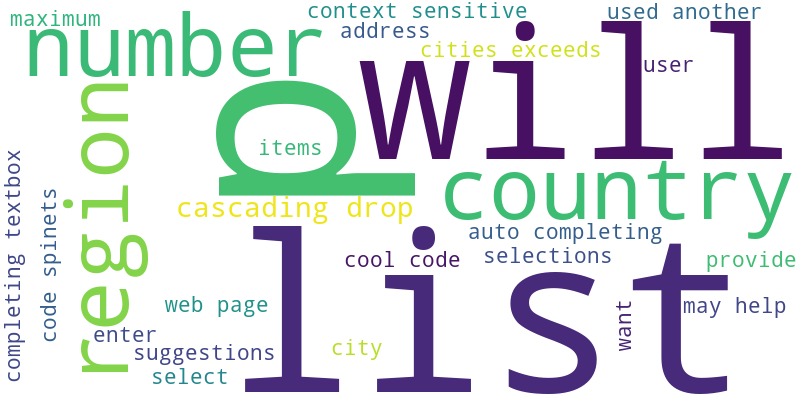 maximum
context sensitive
used another
number
address
cities exceeds
will
user
region
p
items
country
cascading drop
completing textbox
code spinets
auto completing
list
cool code
selections
provide
web page
want
may help
enter
suggestions
city
select